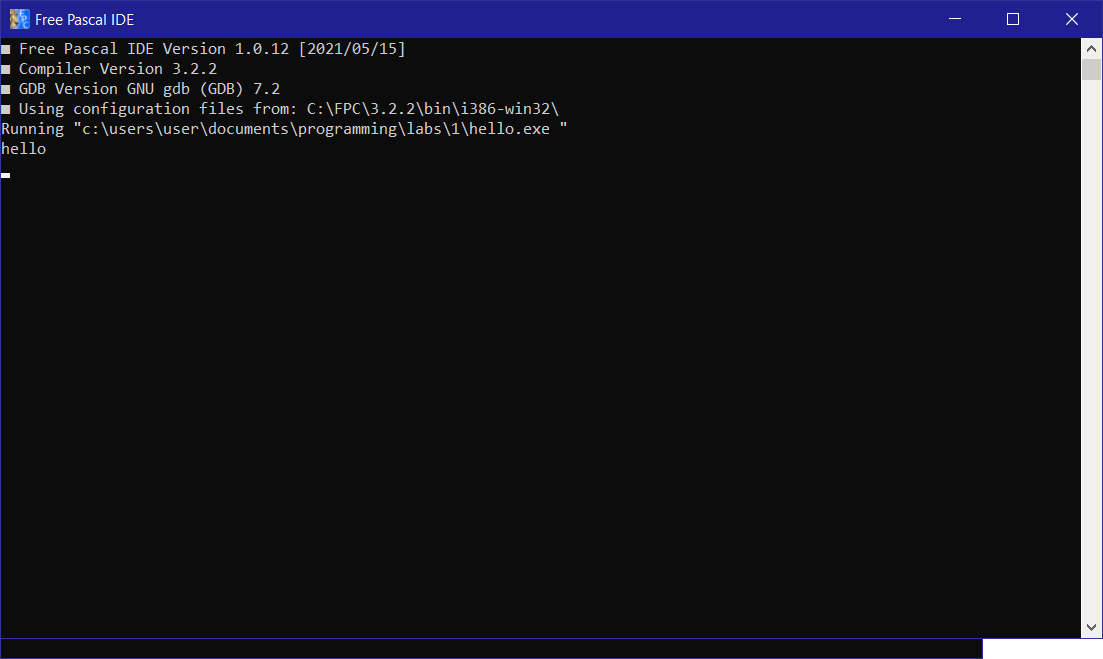 Free Pascal IDE
■ Free Pascal IDE Version 1.0.12 [2021/05/15]
■ Compiler Version 3.2.2
■ GDB Version GNU gdb (GDB) 7.2
■ Using configuration files from: C:\FPC\3.2.2\bin\i386-win32\
Running "c:\users\user\documents\programming\labs\1\hello.exe "
hello